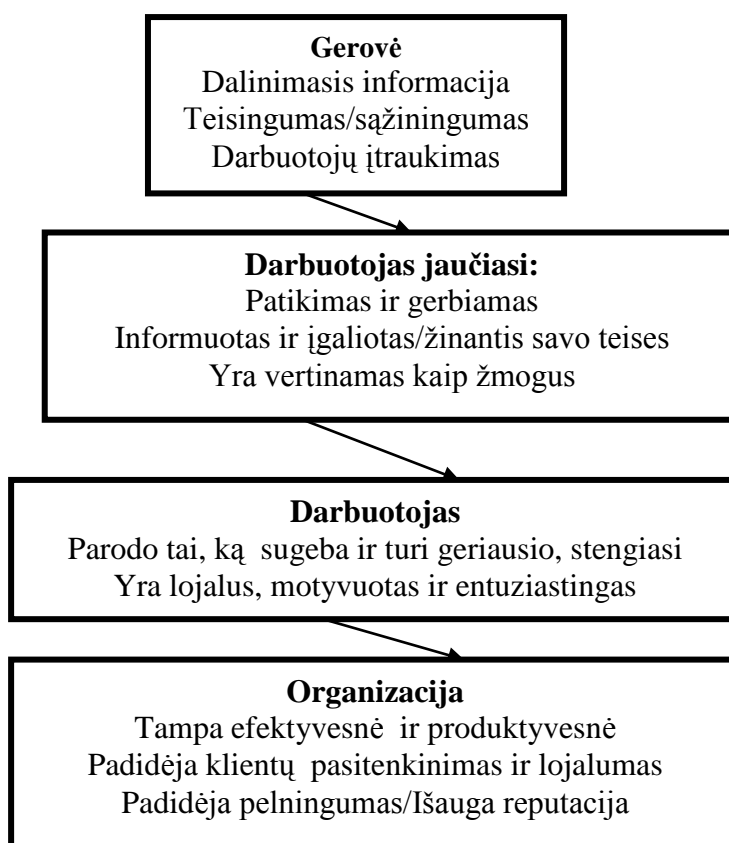 Gerovė
Dalinimasis informacija
Teisingumas/sąžiningumas
Darbuotojų įtraukimas
Darbuotojas jaučiasi:
Patikimas ir gerbiamas
Informuotas ir įgaliotas/žinantis savo teises
Yra vertinamas kaip žmogus
Darbuotojas
Parodo tai, ką sugeba ir turi geriausio, stengiasi
Yra lojalus, motyvuotas ir entuziastingas
Organizacija
Tampa efektyvesnė ir produktyvesnė
Padidėja klientų pasitenkinimas ir lojalumas
Padidėja pelningumas/Išauga reputacija